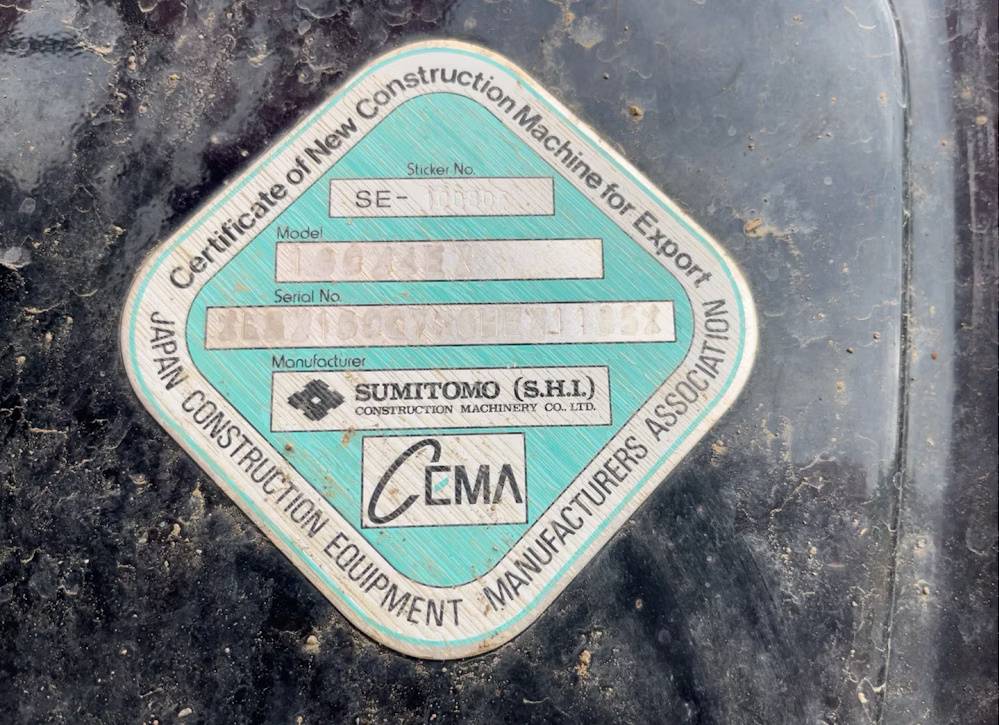 Certificate of New Construction Machine for Export
Sticker No.
SE-
Model
Serial No.
Manufacturer
SUMITOMO (S.H.I.)
CONSTRUCTION MACHINERY CO. LTD.
CEMA
JAPAN CONSTRUCTION EQUIPMENT MANUFACTURERS ASSOCIATION